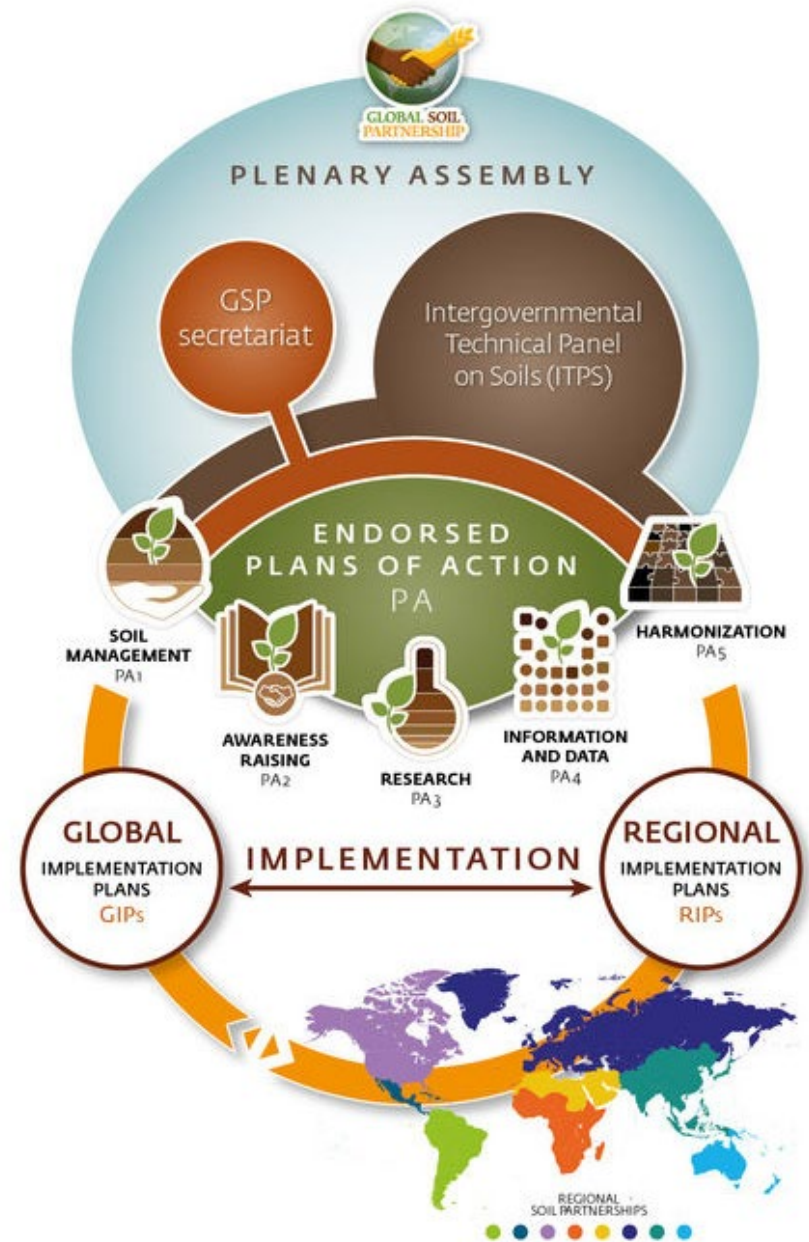 GLOBAL SOIL
PARTNERSHIP
PLENARY ASSEMBLY
GSP
secretariat
Intergovernmental
Technical Panel
on Soils (ITPS)
ENDORSED
PLANS OF ACTION
PA
SOIL
MANAGEMENT
PA1
AWARENESS
RAISING
PA2
RESEARCH
PA3
INFORMATION
AND DATA
PA4
HARMONIZATION
PA5
GLOBAL
IMPLEMENTATION
PLANS
GIPs
IMPLEMENTATION
REGIONAL
IMPLEMENTATION
PLANS
RIPs
REGIONAL
SOIL PARTNERSHIPS